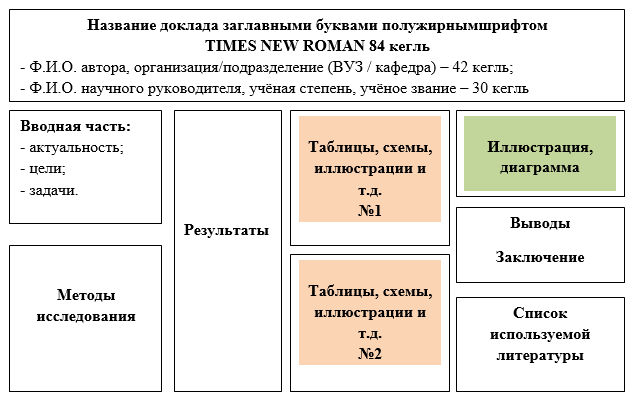 Название доклада заглавными буквами полужирнымшрифтом
TIMES NEW ROMAN 84 кегль
- Ф.И.О. автора, организация/подразделение (ВУЗ / кафедра) – 42 кегль;
- Ф.И.О. научного руководителя, учёная степень, учёное звание – 30 кегль
Вводная часть:
- актуальность;
- цели;
- задачи.
Методы
исследования
Результаты
Таблицы, схемы,
иллюстрации и
т.д.
№1
Таблицы, схемы,
иллюстрации и
т.д.
№2
Иллюстрация,
диаграмма
Выводы
Заключение
Список
используемой
литературы